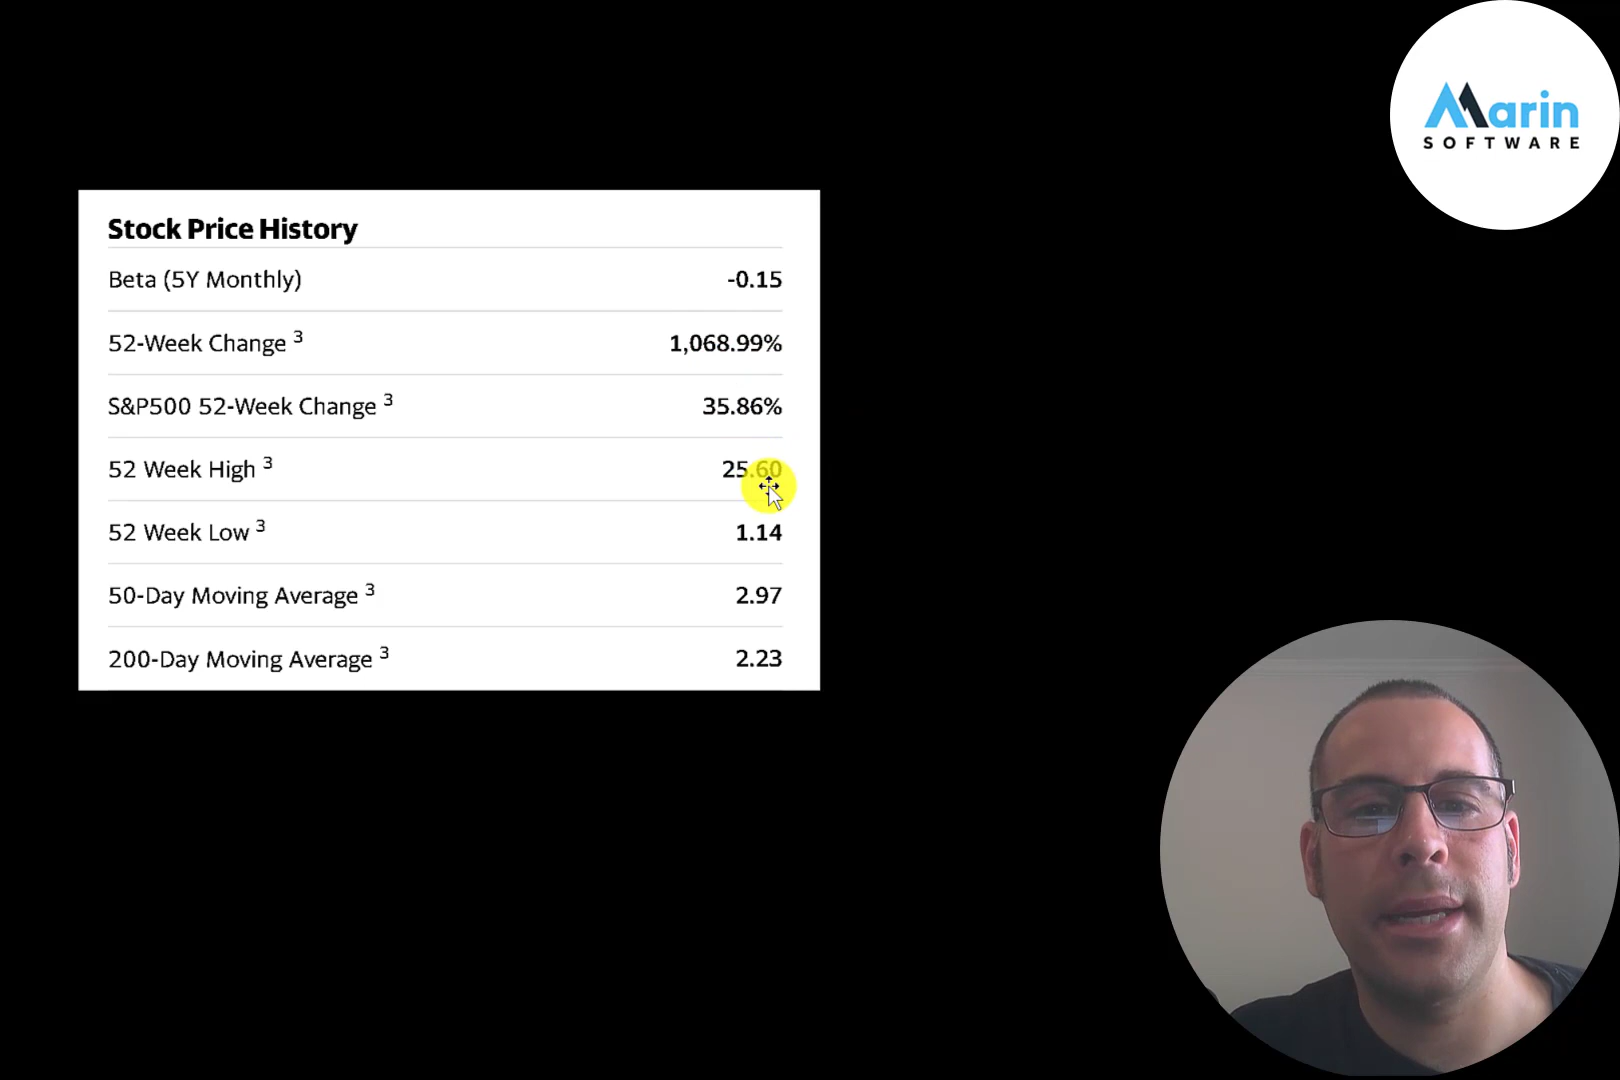 Marin
SOFTWARE
Stock Price History
Beta (5Y Monthly) -0.15
52-Week Change 3 1,068.99%
S&P500 52-Week Change 3 35.86%
52 Week High 3 25.60
52 Week Low 3 1.14
50-Day Moving Average 3 2.97
200-Day Moving Average 3 2.23